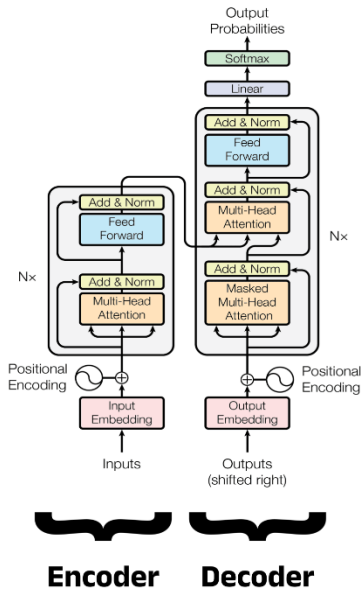 Output
Probabilities
Softmax
Linear
Add & Norm
Feed
Forward
Add & Norm
Multi-Head
Attention
Nx
Add & Norm
Masked
Multi-Head
Attention
Add & Norm
Feed
Forward
Nx
Add & Norm
Multi-Head
Attention
Positional
Encoding
Positional
Encoding
Input
Embedding
Output
Embedding
Inputs
Outputs
(shifted right)
Encoder
Decoder